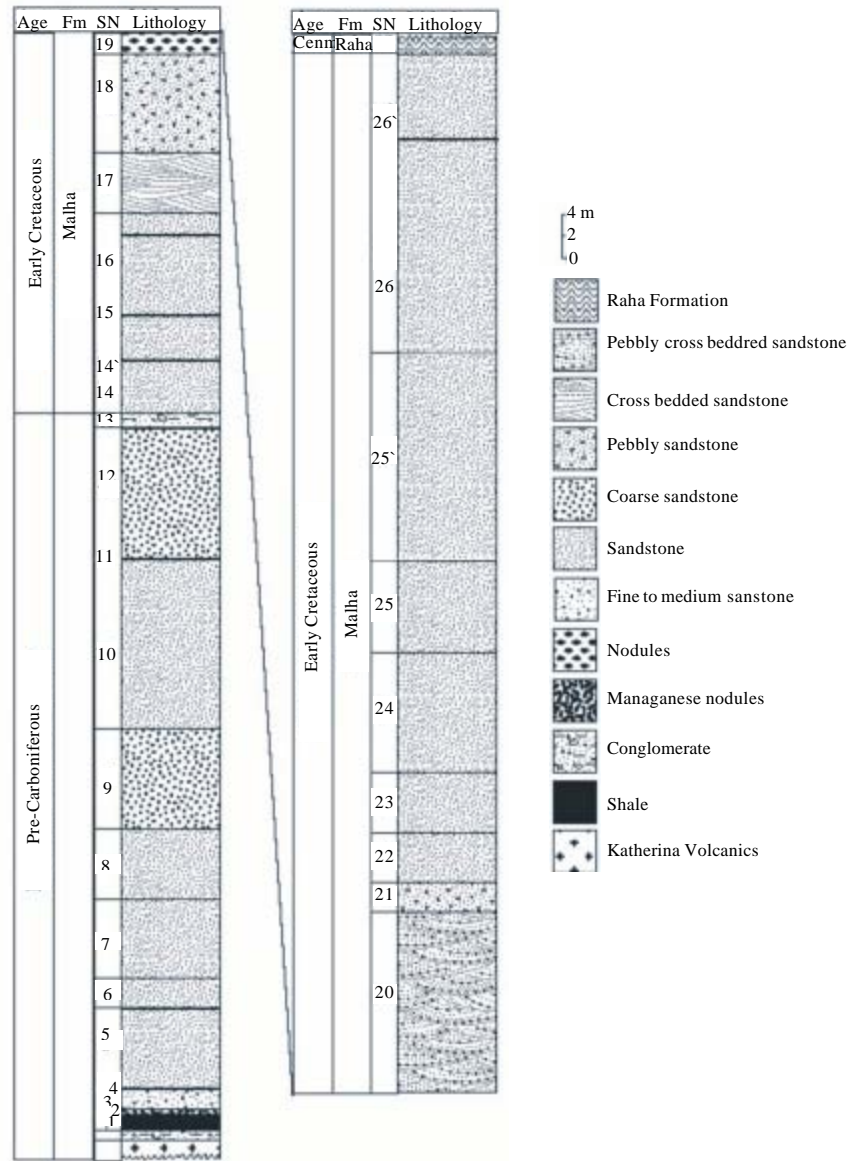 Age Fm SN Lithology
19
18
17
16
15
14`
14
13
12
11
10
9
8
7
6
5
4
3
2
1
Early Cretaceous
Malha
Pre-Carboniferous
Age Fm SN Lithology
Cenm Raha
26`
26
25`
25
24
23
22
21
20
Early Cretaceous
Malha
4 m
2
0
Raha Formation
Pebbly cross beddred sandstone
Cross bedded sandstone
Pebbly sandstone
Coarse sandstone
Sandstone
Fine to medium sanstone
Nodules
Managanese nodules
Conglomerate
Shale
Katherina Volcanics